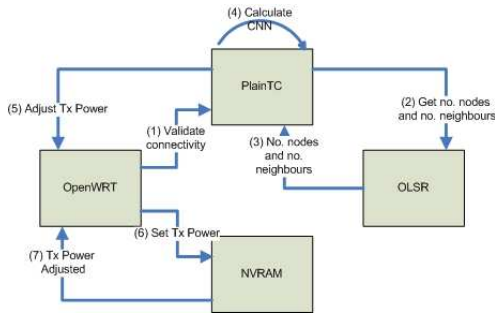 (4) Calculate
CNN
PlainTC
(5) Adjust Tx Power
(1) Validate
connectivity
(3) No. nodes
and no.
neighbours
(2) Get no. nodes
and no. neighbours
OpenWRT
OLSR
(6) Set Tx Power
(7) Tx Power
Adjusted
NVRAM